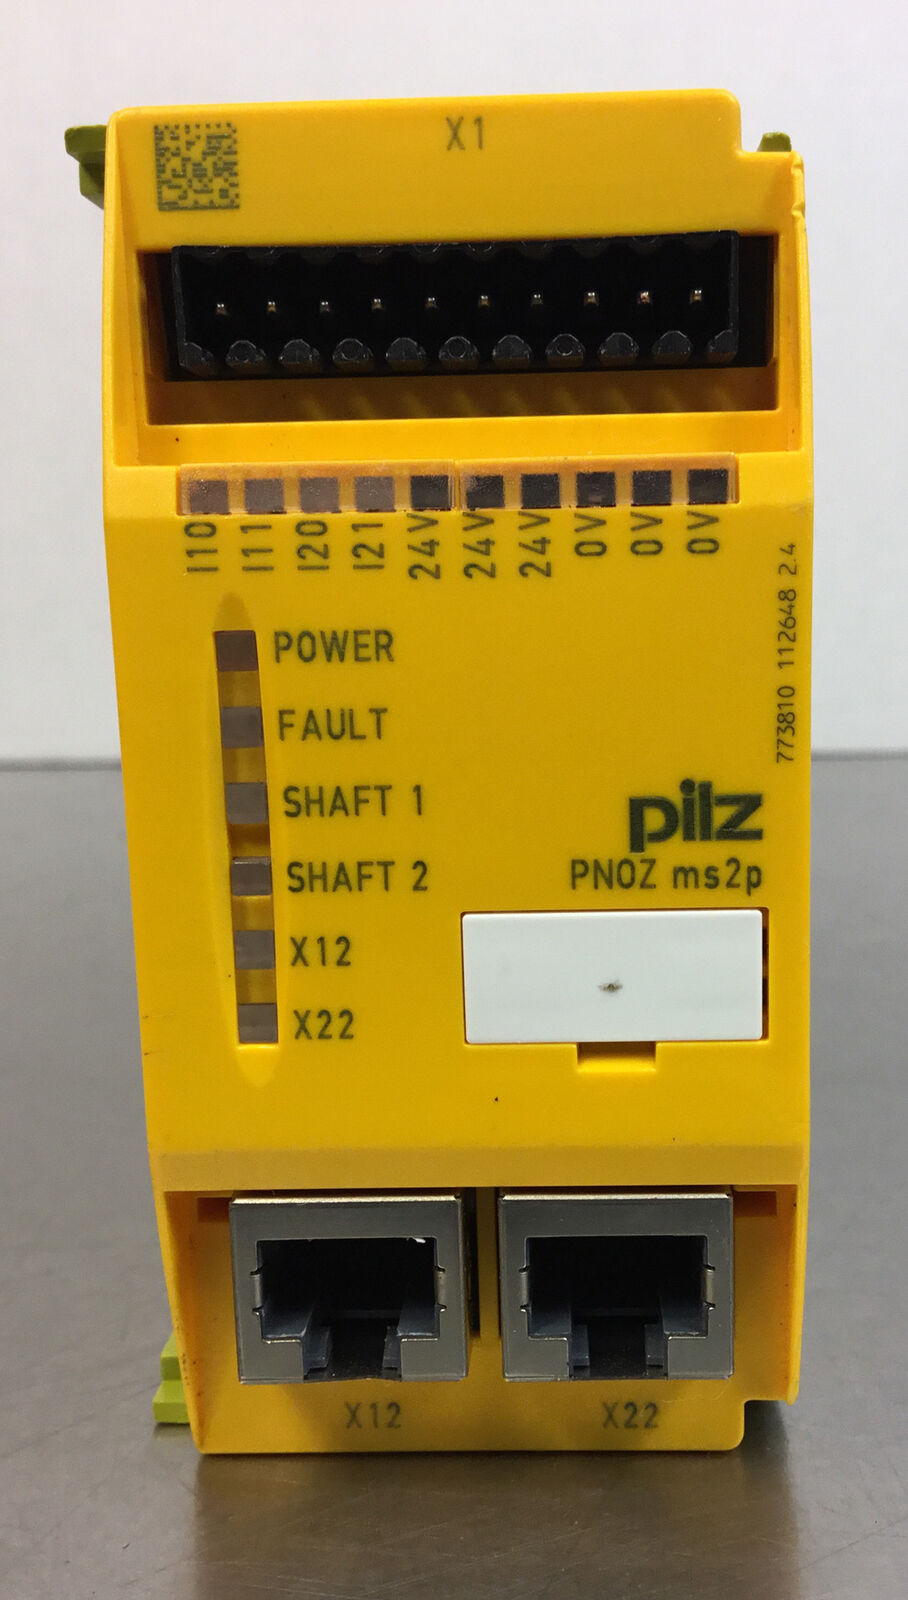 X1
I10 I11 I20 I21 24V 24V 24V 0V 0V 0V
773810 112648 2.4
POWER
FAULT
SHAFT 1
SHAFT 2
X12
X22
pilz
PNOZ ms2p
X12 X22